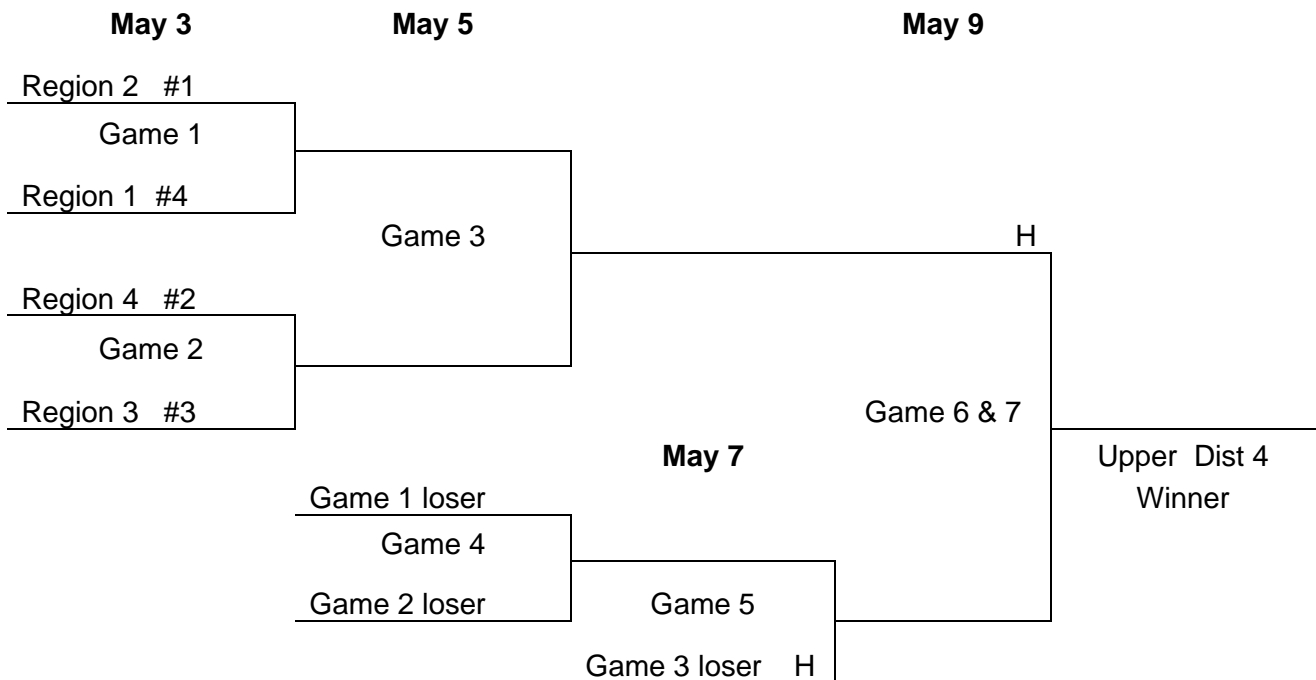 May 3 May 5 May 9
Region 2 #1
Game 1
Region 1 #4
Game 3 H
Region 4 #2
Game 2
Region 3 #3 Game 6 & 7
May 7 Upper Dist 4
Game 1 loser Winner
Game 4
Game 2 loser Game 5
Game 3 loser H